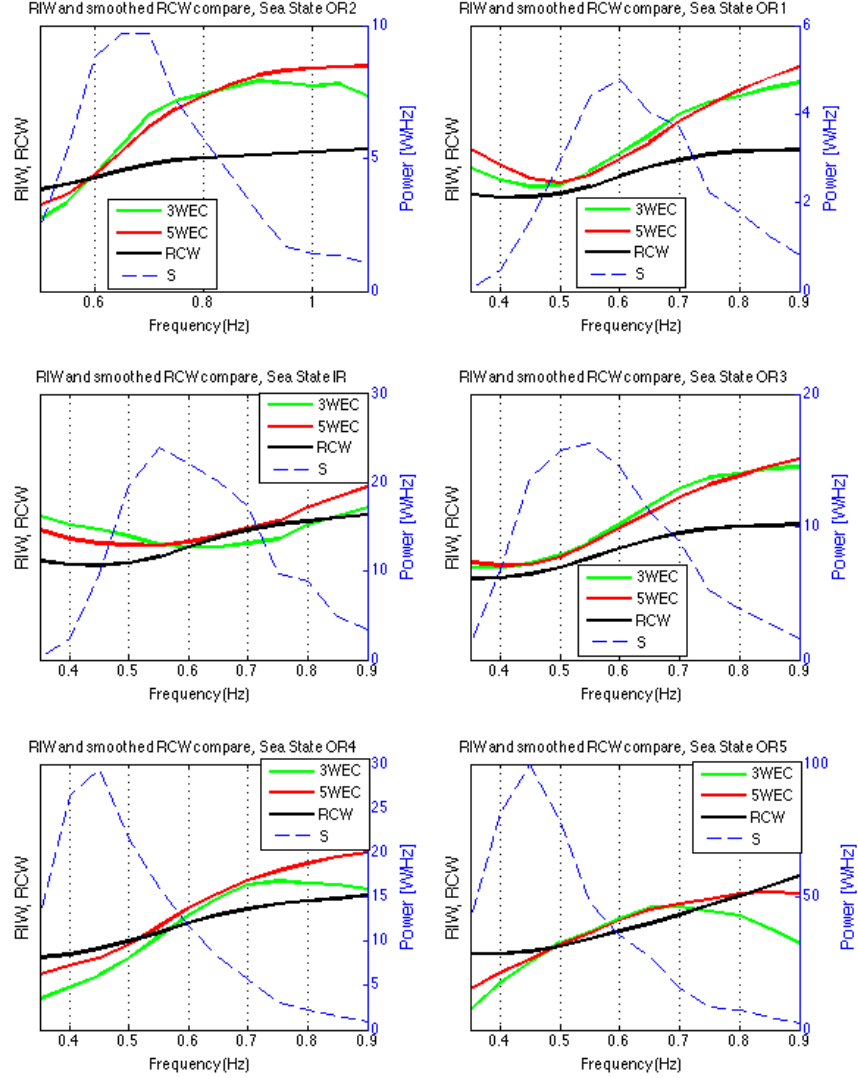 RIW and smoothed RCW compare, Sea State OR2
RIW, RCW
3WEC
5WEC
RCW
S
0
5
10
Power [W/Hz]
0.6
0.8
1
Frequency(Hz)
RIW and smoothed RCW compare, Sea State OR1
RIW, RCW
3WEC
5WEC
RCW
S
0
2
4
6
Power [W/Hz]
0.4
0.5
0.6
0.7
0.8
0.9
Frequency(Hz)
RIW and smoothed RCW compare, Sea State IR
RIW, RCW
3WEC
5WEC
RCW
S
0
10
20
30
Power [W/Hz]
0.4
0.5
0.6
0.7
0.8
0.9
Frequency(Hz)
RIW and smoothed RCW compare, Sea State OR3
RIW, RCW
3WEC
5WEC
RCW
S
0
10
20
Power [W/Hz]
0.4
0.5
0.6
0.7
0.8
0.9
Frequency(Hz)
RIW and smoothed RCW compare, Sea State OR4
RIW, RCW
3WEC
5WEC
RCW
S
0
5
10
15
20
25
30
Power [W/Hz]
0.4
0.5
0.6
0.7
0.8
0.9
Frequency(Hz)
RIW and smoothed RCW compare, Sea State OR5
RIW, RCW
3WEC
5WEC
RCW
S
0
50
100
Power [W/Hz]
0.4
0.5
0.6
0.7
0.8
0.9
Frequency(Hz)